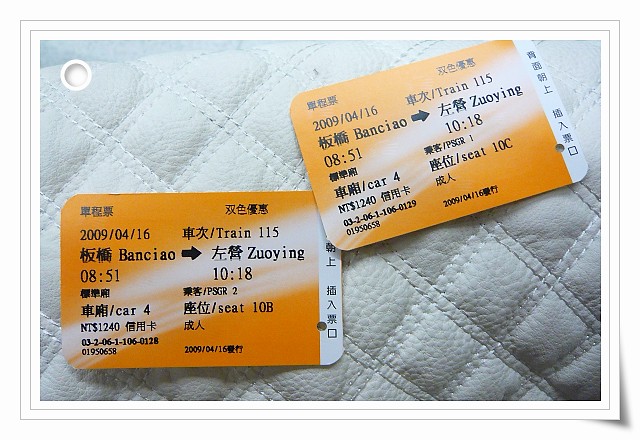 單程票 双色優惠
2009/04/16 車次/Train 115
板橋 Banciao ➡ 左營 Zuoying
08:51 10:18
標準廂 乘客/PSGR 2
車廂/car 4 座位/seat 10B
NT$1240 信用卡 成人
03-2-06-1-106-0128
01950658 2009/04/16發行
朝上 插入票口
單程票 双色優惠
2009/04/16 車次/Train 115
板橋 Banciao ➡ 左營 Zuoying
08:51 10:18
標準廂 乘客/PSGR 1
車廂/car 4 座位/seat 10C
NT$1240 信用卡 成人
03-2-06-1-106-0129
01950658 2009/04/16發行
背面朝上 插入票口